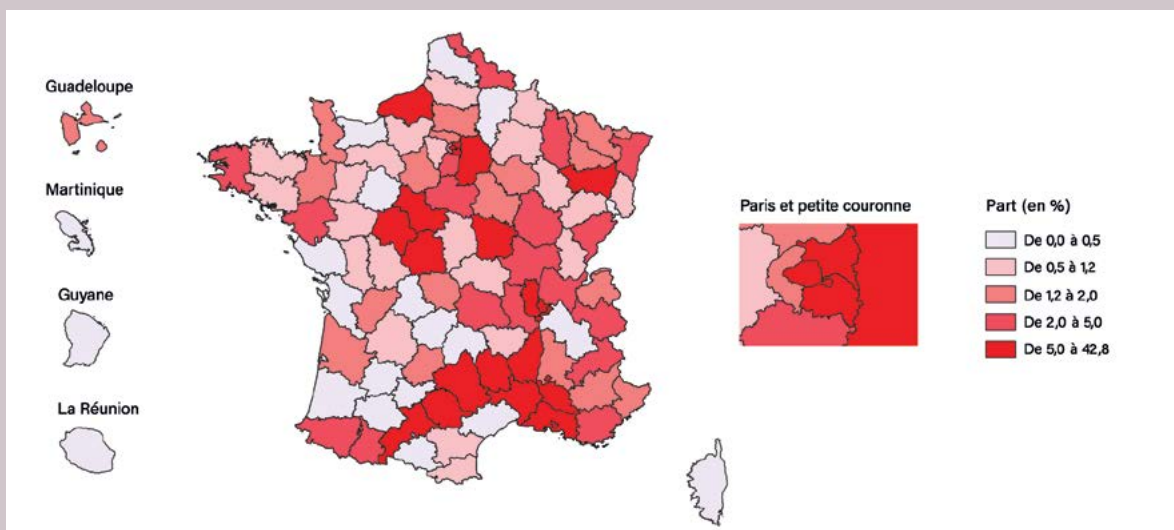 Guadeloupe
Martinique
Guyane
La Réunion
Paris et petite couronne
Part (en %)
De 0,0 à 0,5
De 0,5 à 1,2
De 1,2 à 2,0
De 2,0 à 5,0
De 5,0 à 42,8